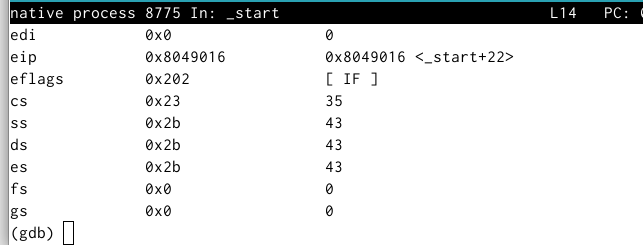 native process 8775 In: _start L14 PC:
edi 0x0 0
eip 0x8049016 0x8049016 <_start+22>
eflags 0x202 [ IF ]
cs 0x23 35
ss 0x2b 43
ds 0x2b 43
es 0x2b 43
fs 0x0 0
gs 0x0 0
(gdb)